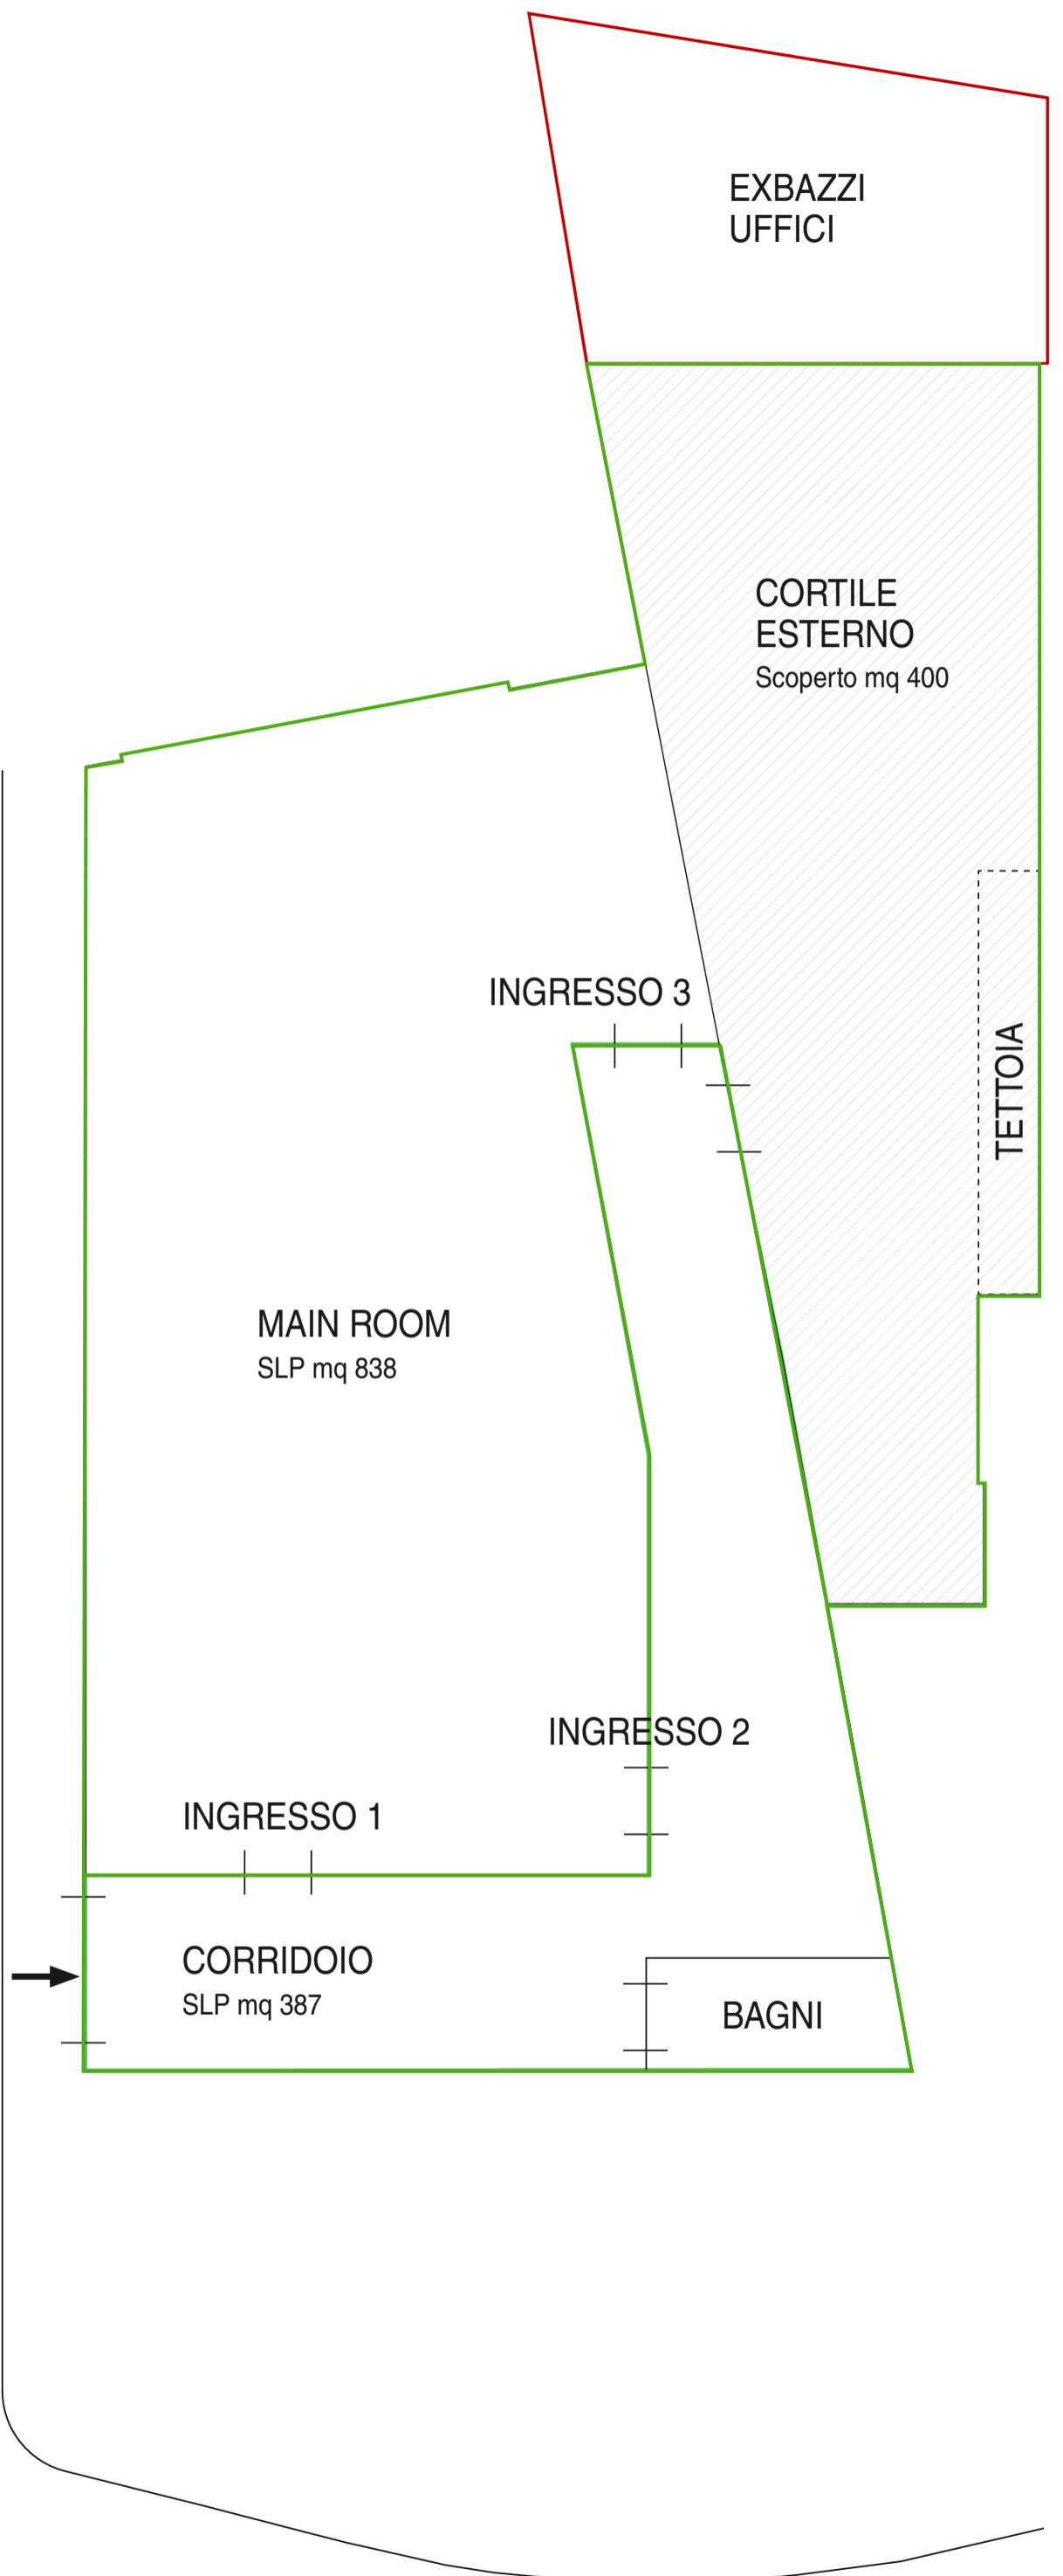 EXBAZZI
UFFICI
CORTILE
ESTERNO
Scoperto mq 400
INGRESSO 3
TETTOIA
MAIN ROOM
SLP mq 838
INGRESSO 2
INGRESSO 1
CORRIDOIO
SLP mq 387
BAGNI